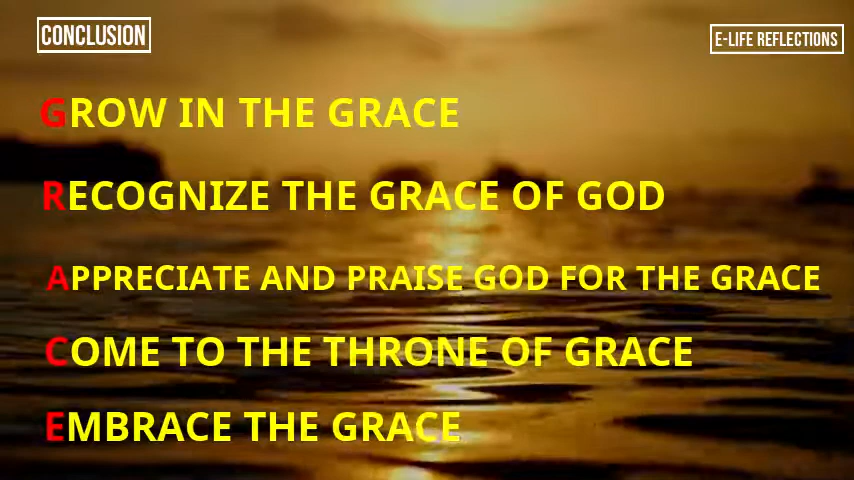 CONCLUSION
E-LIFE REFLECTIONS
GROW IN THE GRACE
RECOGNIZE THE GRACE OF GOD
APPRECIATE AND PRAISE GOD FOR THE GRACE
COME TO THE THRONE OF GRACE
EMBRACE THE GRACE